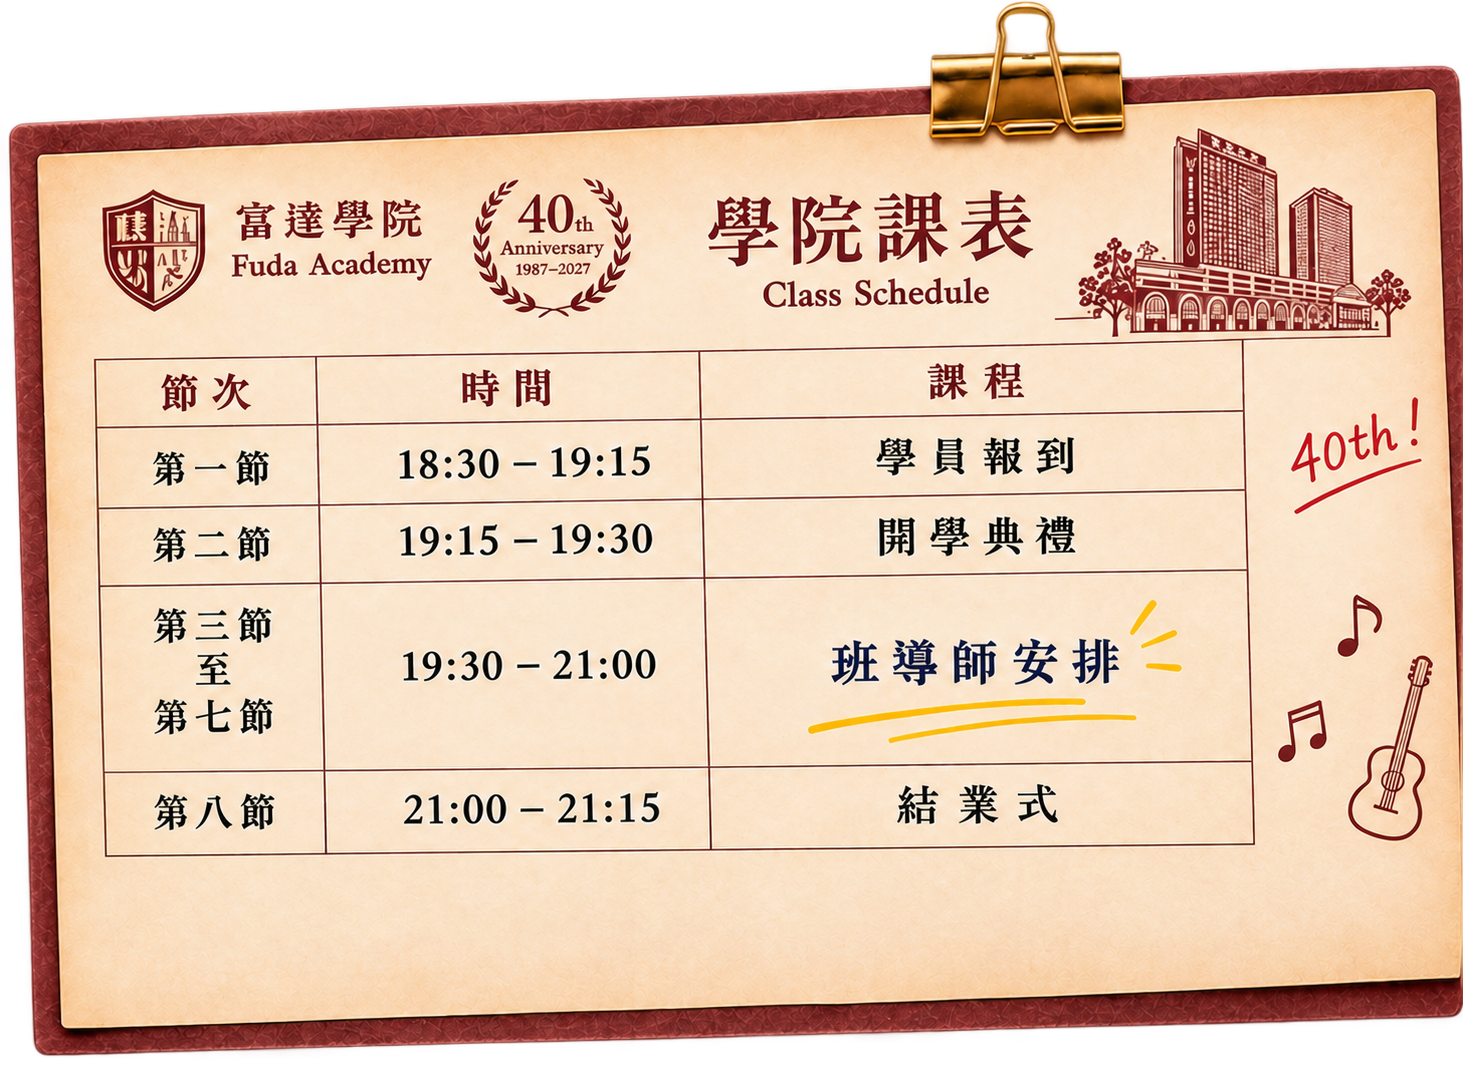 富達學院
Fuda Academy
40th
Anniversary
1987–2027
學院課表
Class Schedule
節次 時間 課程
第一節 18:30 – 19:15 學員報到
第二節 19:15 – 19:30 開學典禮
第三節
至
第七節 19:30 – 21:00 班導師安排
第八節 21:00 – 21:15 結業式
40th!